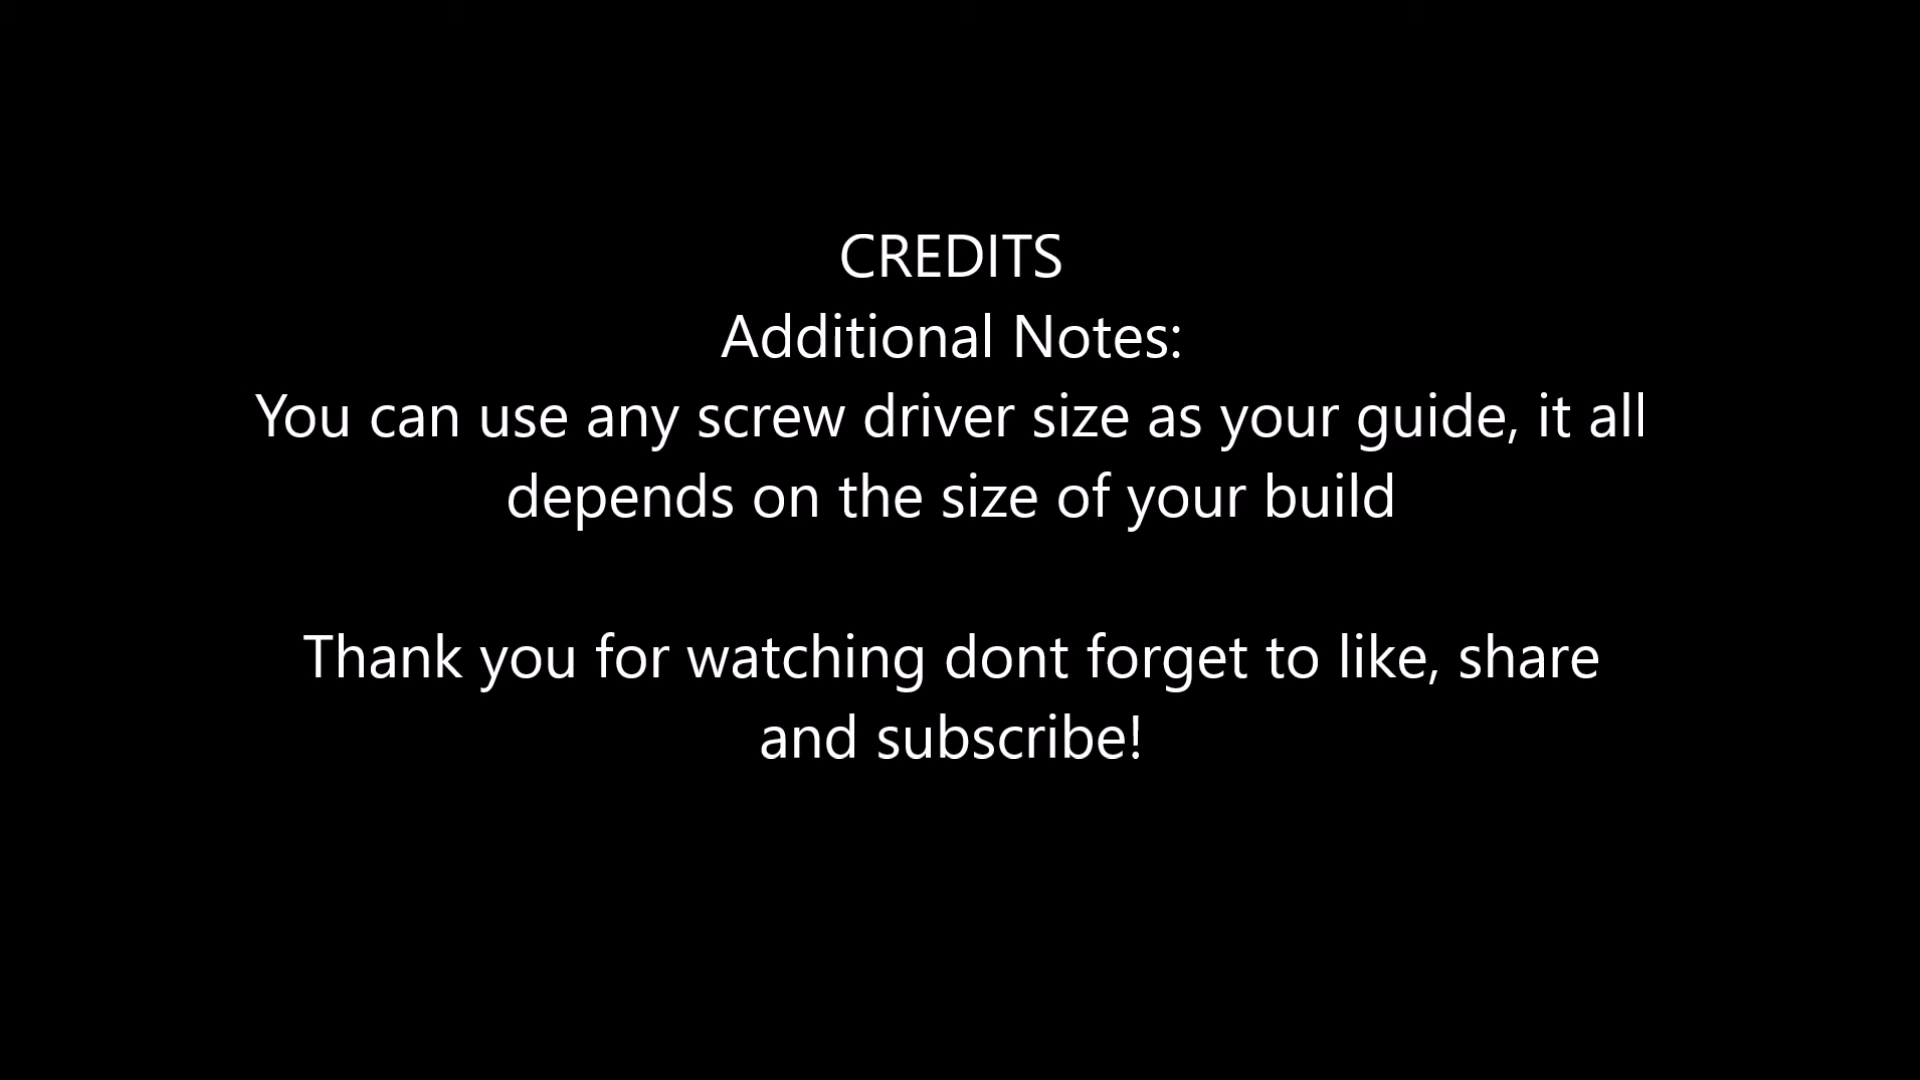 CREDITS
Additional Notes:
You can use any screw driver size as your guide, it all
depends on the size of your build
Thank you for watching dont forget to like, share
and subscribe!